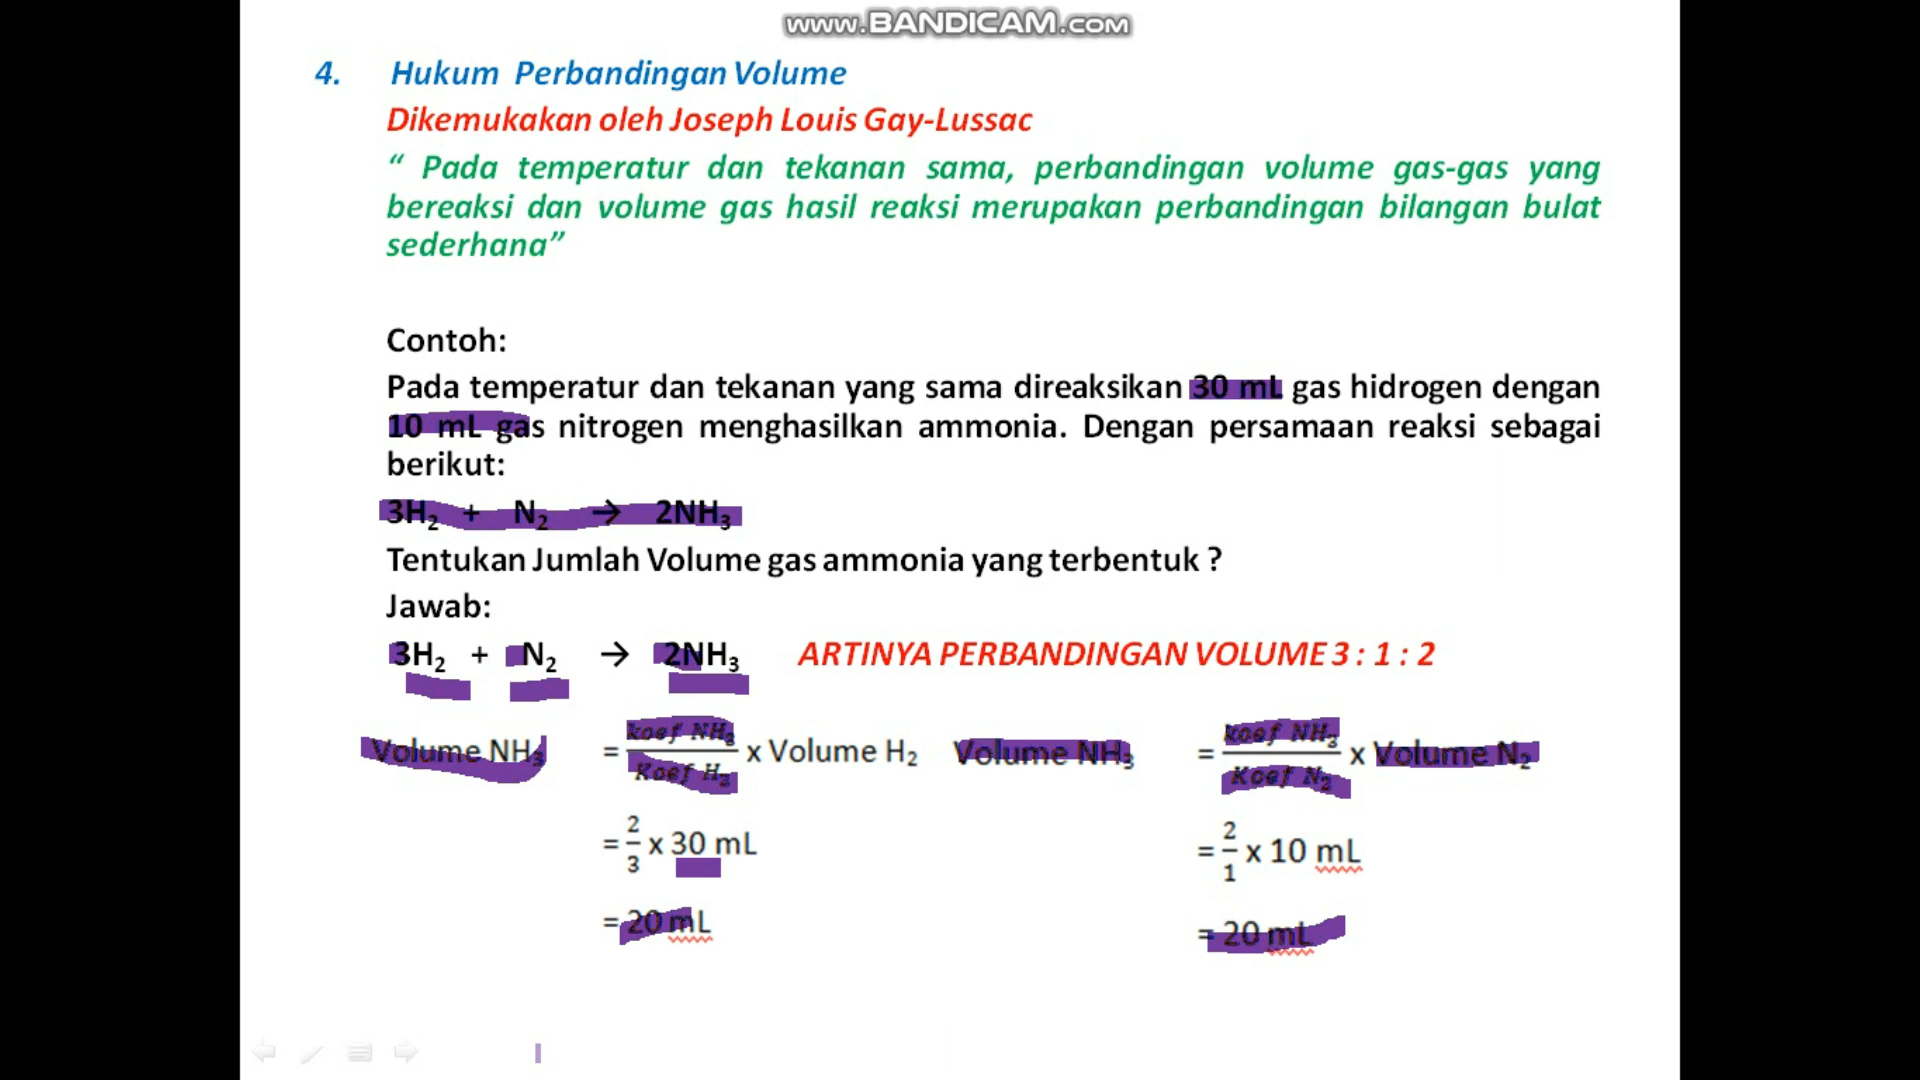 www.BANDICAM.COM
4. Hukum Perbandingan Volume
Dikemukakan oleh Joseph Louis Gay-Lussac
“ Pada temperatur dan tekanan sama, perbandingan volume gas-gas yang
bereaksi dan volume gas hasil reaksi merupakan perbandingan bilangan bulat
sederhana”
Contoh:
Pada temperatur dan tekanan yang sama direaksikan 30 mL gas hidrogen dengan
10 mL gas nitrogen menghasilkan ammonia. Dengan persamaan reaksi sebagai
berikut:
3H₂ + N₂ → 2NH₃
Tentukan Jumlah Volume gas ammonia yang terbentuk ?
Jawab:
3H₂ + N₂ → 2NH₃ ARTINYA PERBANDINGAN VOLUME 3 : 1 : 2
Volume NH₃ = koef NH₃ / Koef H₂ x Volume H₂ Volume NH₃ = koef NH₃ / Koef N₂ x Volume N₂
= 2/3 x 30 mL = 2/1 x 10 mL
= 20 mL = 20 mL